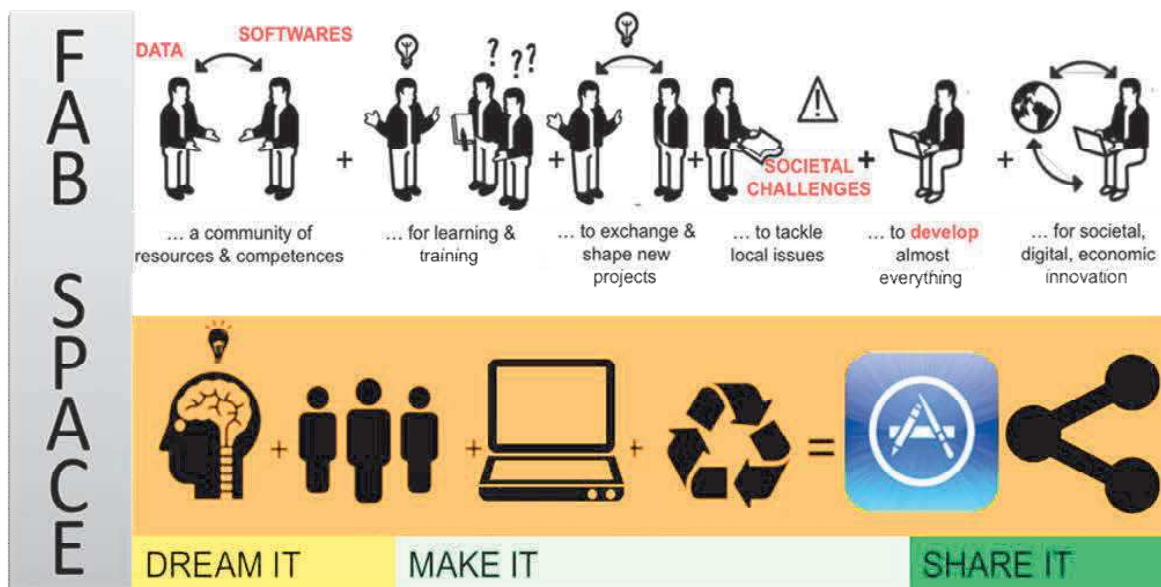 FAB SPACE
DATA
SOFTWARES
?
??
+
+
+
SOCIETAL
CHALLENGES
+
+
... a community of
resources & competences
... for learning &
training
... to exchange &
shape new
projects
... to tackle
local issues
... to develop
almost
everything
... for societal,
digital, economic
innovation
+
+
+
=
DREAM IT
MAKE IT
SHARE IT